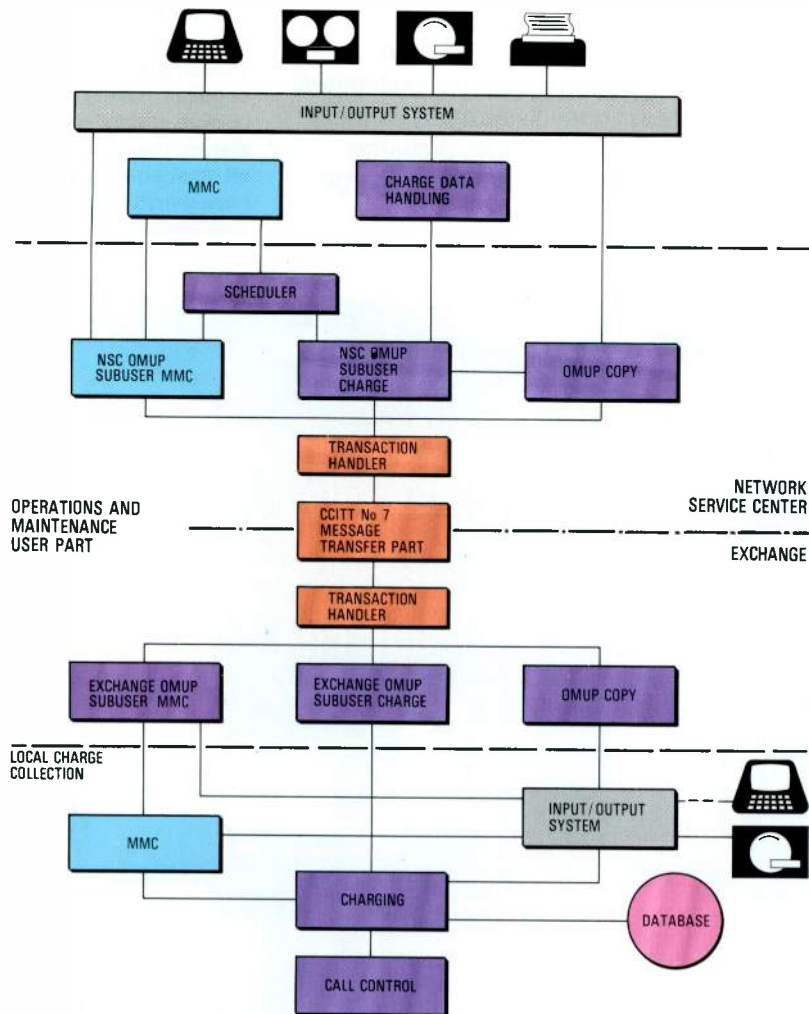 INPUT/OUTPUT SYSTEM
MMC
CHARGE DATA
HANDLING
SCHEDULER
NSC OMUP
SUBUSER MMC
NSC OMUP
SUBUSER
CHARGE
OMUP COPY
TRANSACTION
HANDLER
OPERATIONS AND
MAINTENANCE
USER PART
CCITT No 7
MESSAGE
TRANSFER PART
NETWORK
SERVICE CENTER
EXCHANGE
TRANSACTION
HANDLER
EXCHANGE OMUP
SUBUSER MMC
EXCHANGE OMUP
SUBUSER CHARGE
OMUP COPY
LOCAL CHARGE
COLLECTION
INPUT/OUTPUT
SYSTEM
MMC
CHARGING
DATABASE
CALL CONTROL